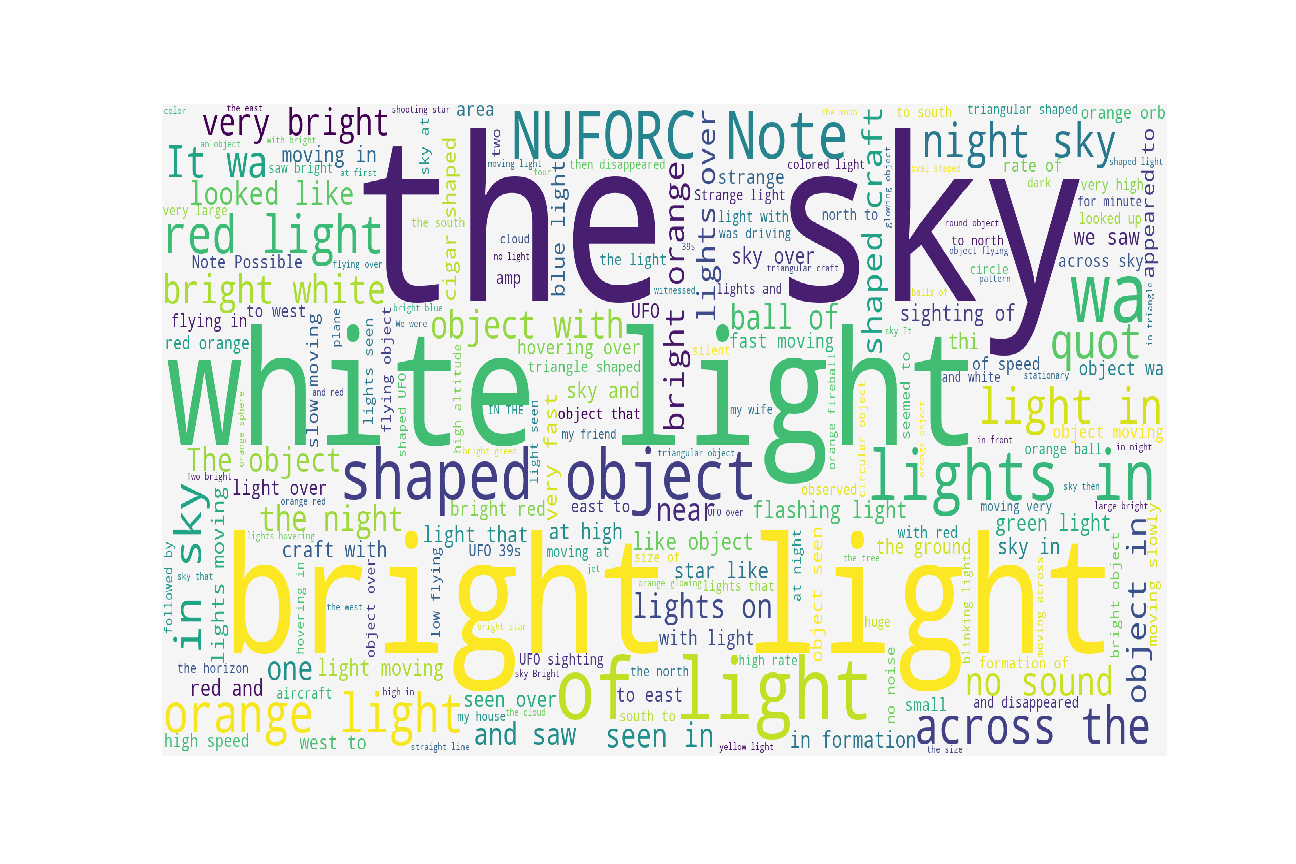 color
the east
shooting star
area
the moon
to south
triangular shaped
orange orb
very bright
NUFORC Note
night sky
an object
with bright
sky at
two
shaped craft
It wa
moving in
saw bright
at first
the sky
moving light
four
then disappeared
colored light
oval shaped
rate of
shaped light
appeared to
looked like
cigar shaped
blue light
bright orange
lights over
strange
Strange light
glowing object
dark
very high
for minute
very large
the south
light with
north to
round object
looked up
red light
was driving
cloud
no light
39s
sky over
to north
object flying
we saw
Note Possible
flying over
amp
the light
triangular craft
circle
pattern
across sky
bright white
witnessed
lights and
balls of
wa
in triangle
to west
bright blue
UFO
ball of
sighting of
flying in
plane
We were
object with
sky It
quot
red orange
slow moving
lights seen
flying object
hovering over
silent
fast moving
thi
white light
triangle shaped
of speed
object wa
shaped UFO
high altitude
and red
sky and
and white
stationary
IN THE
object that
my wife
orange fireball
circular object
seemed to
orange object
light in
object moving
orange sphere
my friend
in front
in night
The object
bright green
light seen
very fast
triangular object
orange ball
Two bright
light over
shaped object
observed
lights in
sky then
in sky
lights moving
orange red
bright red
east to
near
UFO over
flashing light
moving very
large bright
the night
green light
object in
moving slowly
followed by
lights hovering
craft with
light that
at high
like object
object seen
with red
the ground
sky in
bright object
moving across
hovering in
object over
low flying
UFO 39s
moving at
size of
at night
the tree
blinking light
sky that
jet
star like
orange glowing
lights that
bright light
the west
lights on
bright star
with light
huge
the horizon
one
light moving
UFO sighting
sky Bright
the north
high rate
no noise
formation of
no sound
red and
aircraft
high in
of light
to east
seen over
small
and disappeared
orange light
my house
the cloud
south to
high speed
west to
straight line
and saw
seen in
yellow light
in formation
across the
the size